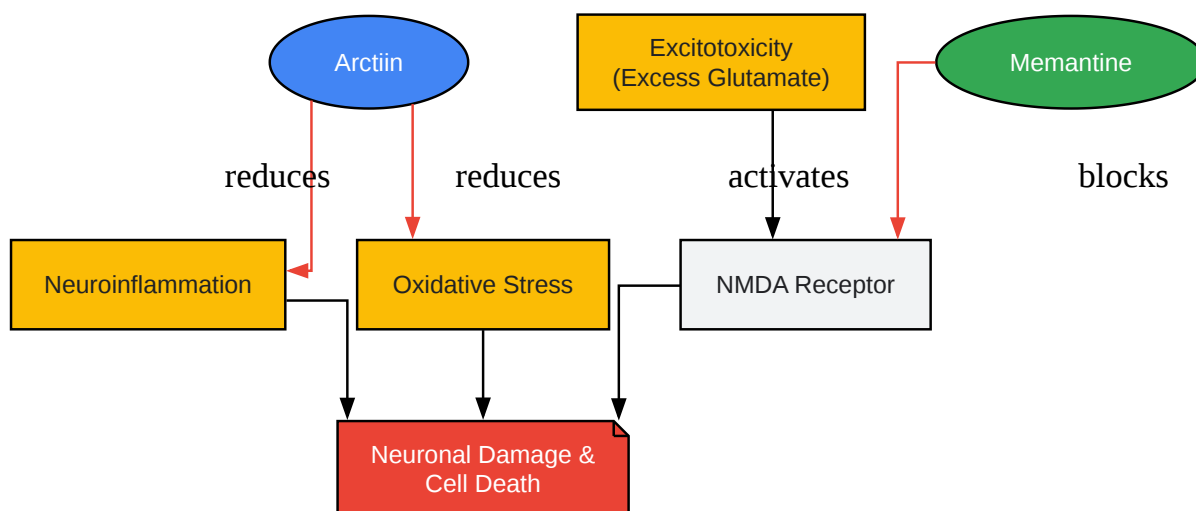 Arctiin
Excitotoxicity
(Excess Glutamate)
Memantine
reduces
reduces
activates
blocks
Neuroinflammation
Oxidative Stress
NMDA Receptor
Neuronal Damage &
Cell Death